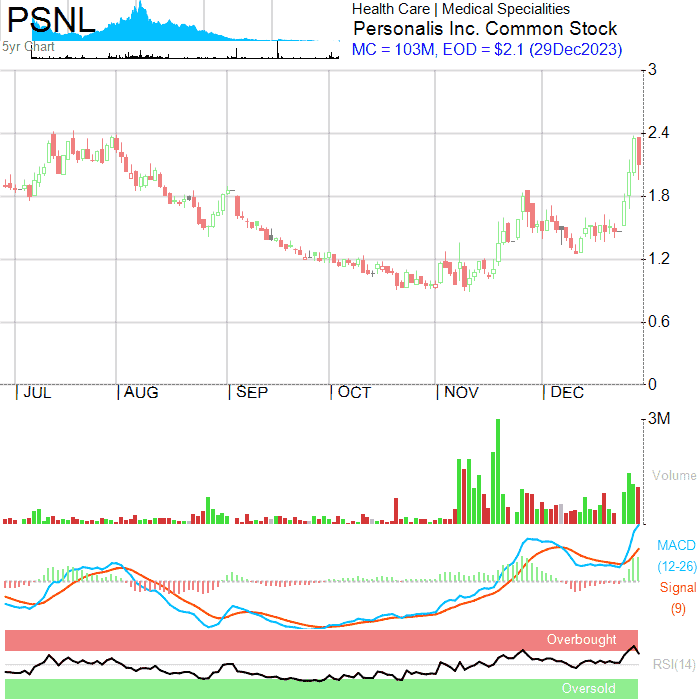 PSNL
5yr Chart
Health Care | Medical Specialities
Personalis Inc. Common Stock
MC = 103M, EOD = $2.1 (29Dec2023)
3
2.4
1.8
1.2
0.6
0
JUL AUG SEP OCT NOV DEC
3M
Volume
MACD
(12-26)
Signal
(9)
Overbought
RSI(14)
Oversold